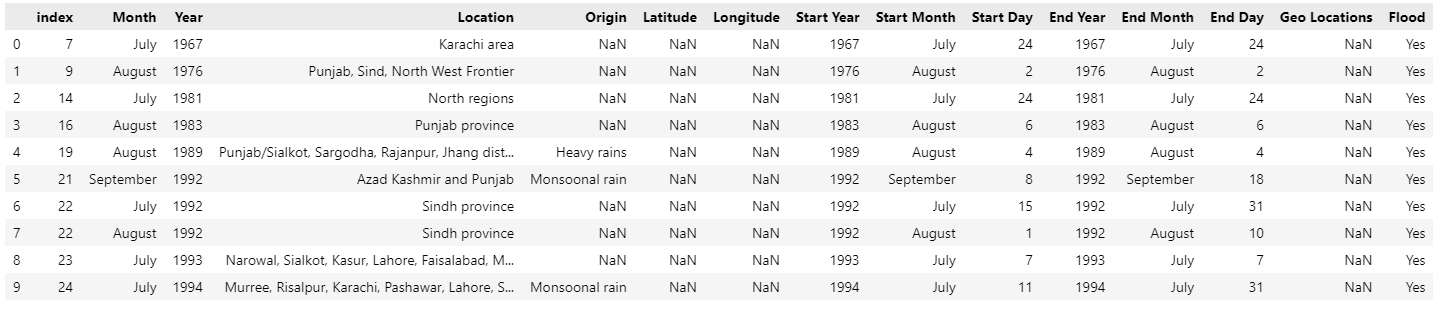 index Month Year Location Origin Latitude Longitude Start Year Start Month Start Day End Year End Month End Day Geo Locations Flood
0 7 July 1967 Karachi area NaN NaN NaN 1967 July 24 1967 July 24 NaN Yes
1 9 August 1976 Punjab, Sind, North West Frontier NaN NaN NaN 1976 August 2 1976 August 2 NaN Yes
2 14 July 1981 North regions NaN NaN NaN 1981 July 24 1981 July 24 NaN Yes
3 16 August 1983 Punjab province NaN NaN NaN 1983 August 6 1983 August 6 NaN Yes
4 19 August 1989 Punjab/Sialkot, Sargodha, Rajanpur, Jhang dist... Heavy rains NaN NaN 1989 August 4 1989 August 4 NaN Yes
5 21 September 1992 Azad Kashmir and Punjab Monsoonal rain NaN NaN 1992 September 8 1992 September 18 NaN Yes
6 22 July 1992 Sindh province NaN NaN NaN 1992 July 15 1992 July 31 NaN Yes
7 22 August 1992 Sindh province NaN NaN NaN 1992 August 1 1992 August 10 NaN Yes
8 23 July 1993 Narowal, Sialkot, Kasur, Lahore, Faisalabad, M... NaN NaN NaN 1993 July 7 1993 July 7 NaN Yes
9 24 July 1994 Murree, Risalpur, Karachi, Pashawar, Lahore, S... Monsoonal rain NaN NaN 1994 July 11 1994 July 31 NaN Yes